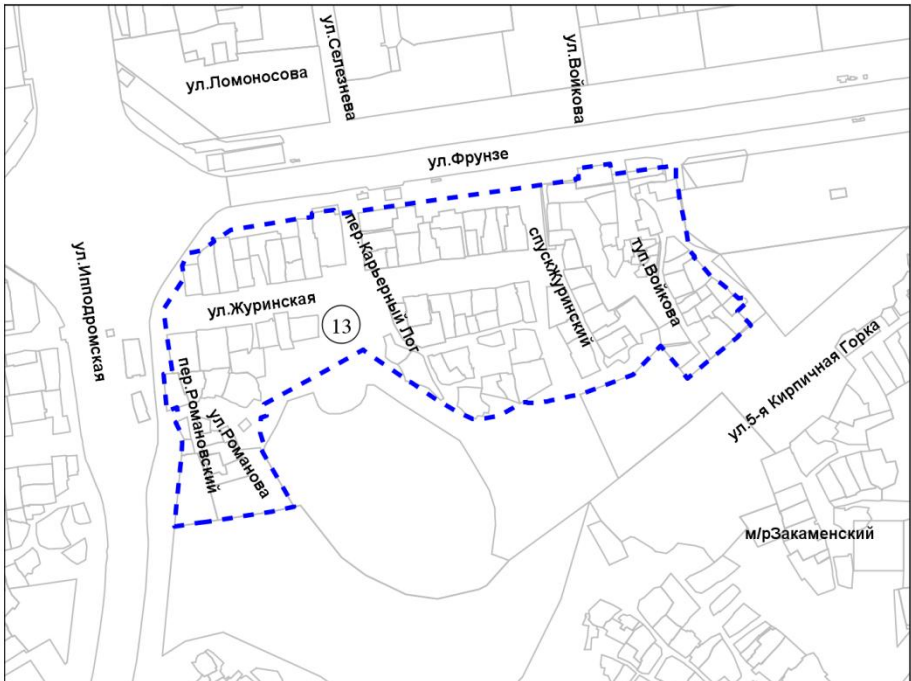 ул.Ломоносова
ул.Селезнева
ул.Войкова
ул.Фрунзе
ул.Ипподромская
ул.Журинская
13
пер.Карьерный Лог
спускЖуринский
туп.Войкова
пер.Романовский
ул.Романова
ул.5-я Кирпичная Горка
м/рЗакаменский